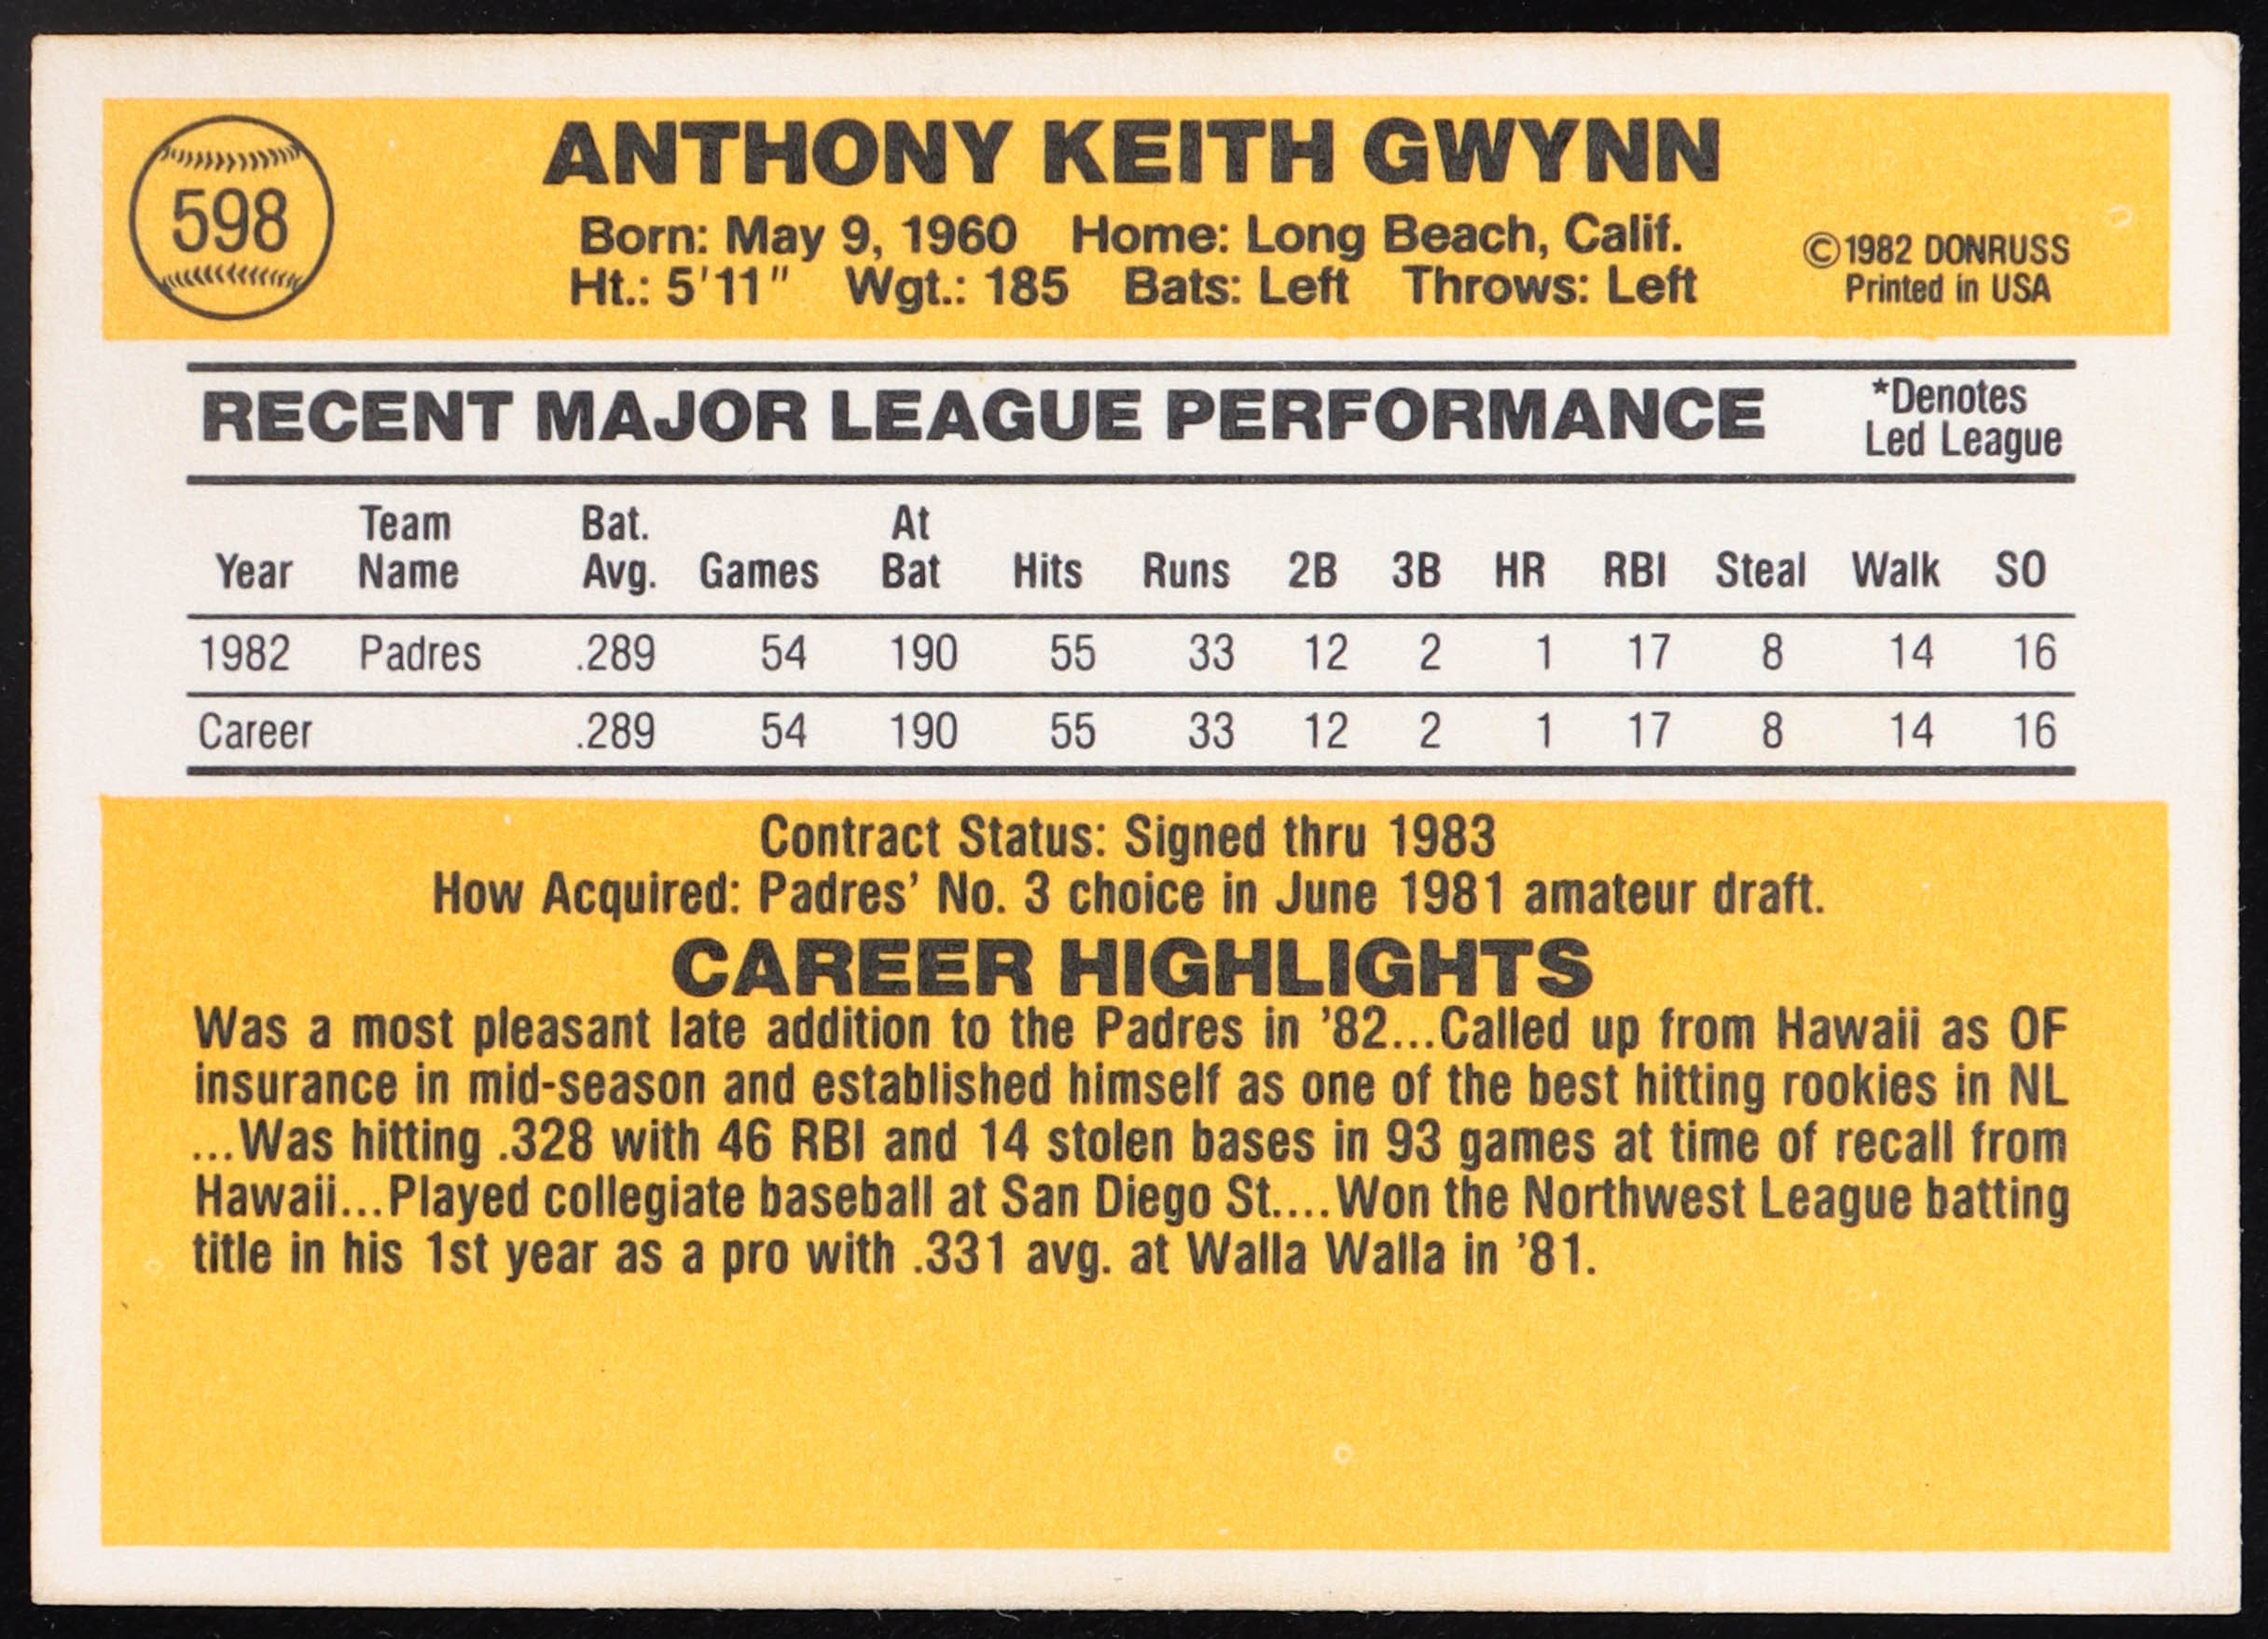 598
ANTHONY KEITH GWYNN
Born: May 9, 1960 Home: Long Beach, Calif.
Ht.: 5'11" Wgt.: 185 Bats: Left Throws: Left
©1982 DONRUSS
Printed in USA
RECENT MAJOR LEAGUE PERFORMANCE
*Denotes
Led League
Year Team Name Bat. Avg. Games At Bat Hits Runs 2B 3B HR RBI Steal Walk SO
1982 Padres .289 54 190 55 33 12 2 1 17 8 14 16
Career .289 54 190 55 33 12 2 1 17 8 14 16
Contract Status: Signed thru 1983
How Acquired: Padres' No. 3 choice in June 1981 amateur draft.
CAREER HIGHLIGHTS
Was a most pleasant late addition to the Padres in '82...Called up from Hawaii as OF
insurance in mid-season and established himself as one of the best hitting rookies in NL
...Was hitting .328 with 46 RBI and 14 stolen bases in 93 games at time of recall from
Hawaii...Played collegiate baseball at San Diego St....Won the Northwest League batting
title in his 1st year as a pro with .331 avg. at Walla Walla in '81.